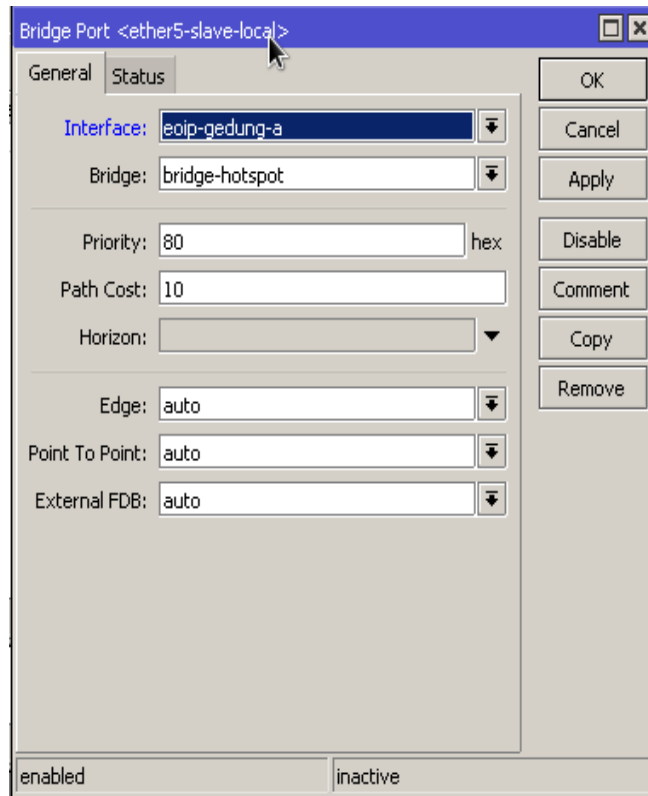 Bridge Port <ether5-slave-local>
General Status
OK
Interface: eoip-gedung-a
Cancel
Bridge: bridge-hotspot
Apply
Priority: 80 hex
Disable
Path Cost: 10
Comment
Horizon:
Copy
Edge: auto
Remove
Point To Point: auto
External FDB: auto
enabled inactive